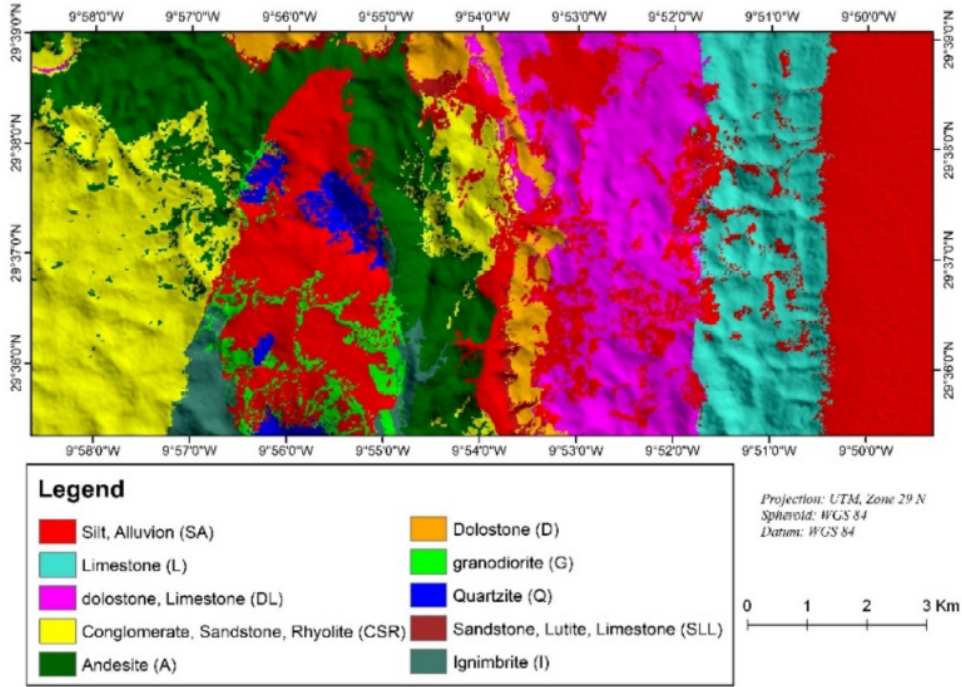 9°58'0"W 9°57'0"W 9°56'0"W 9°55'0"W 9°54'0"W 9°53'0"W 9°52'0"W 9°51'0"W 9°50'0"W
29°39'0"N 29°39'0"N
29°38'0"N 29°38'0"N
29°37'0"N 29°37'0"N
29°36'0"N 29°36'0"N
9°58'0"W 9°57'0"W 9°56'0"W 9°55'0"W 9°54'0"W 9°53'0"W 9°52'0"W 9°51'0"W 9°50'0"W
Legend
Silt, Alluvion (SA)
Limestone (L)
dolostone, Limestone (DL)
Conglomerate, Sandstone, Rhyolite (CSR)
Andesite (A)
Dolostone (D)
granodiorite (G)
Quartzite (Q)
Sandstone, Lutite, Limestone (SLL)
Ignimbrite (I)
Projection: UTM, Zone 29 N
Spheroid: WGS 84
Datum: WGS 84
0 1 2 3 Km